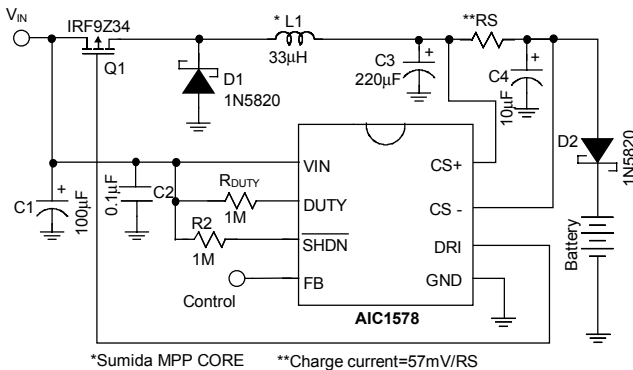 VIN
IRF9Z34
Q1
* L1
33µH
D1
1N5820
C3
220µF
+
**RS
C4
+
10µF
D2
1N5820
C1
+
100µF
0.1µF
C2
RDUTY
1M
R2
1M
Control
VIN
DUTY
SHDN
FB
CS+
CS -
DRI
GND
AIC1578
Battery
*Sumida MPP CORE
**Charge current=57mV/RS